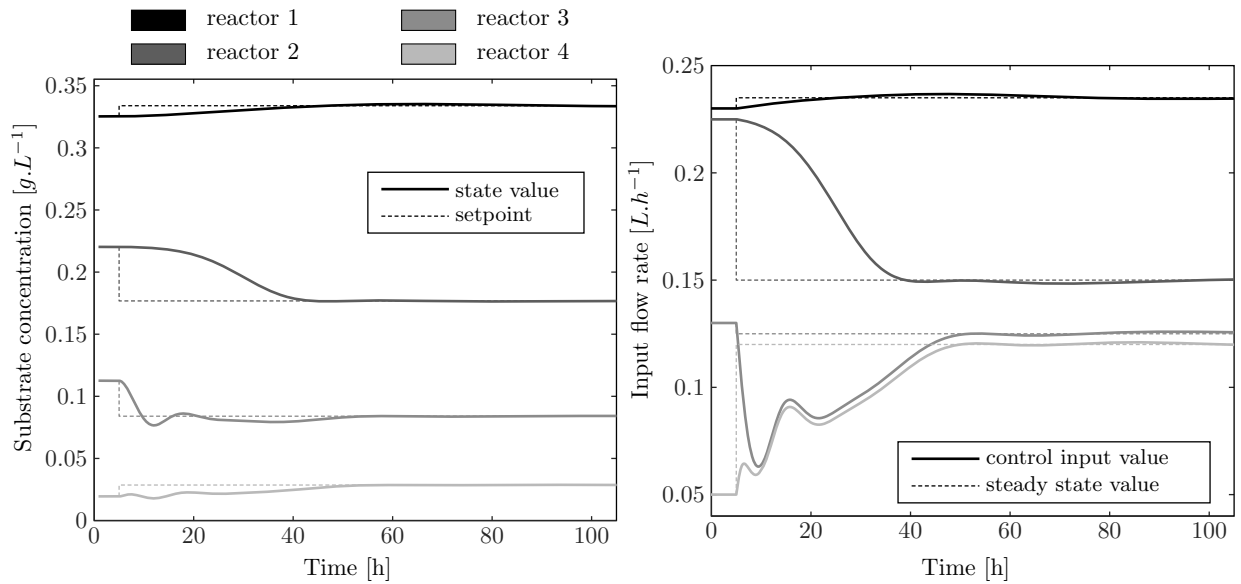 reactor 1
reactor 3
reactor 2
reactor 4
Substrate concentration [g.L⁻¹]
0.35
0.3
0.25
0.2
0.15
0.1
0.05
0
state value
setpoint
0 20 40 60 80 100
Time [h]
Input flow rate [L.h⁻¹]
0.25
0.2
0.15
0.1
0.05
control input value
steady state value
0 20 40 60 80 100
Time [h]